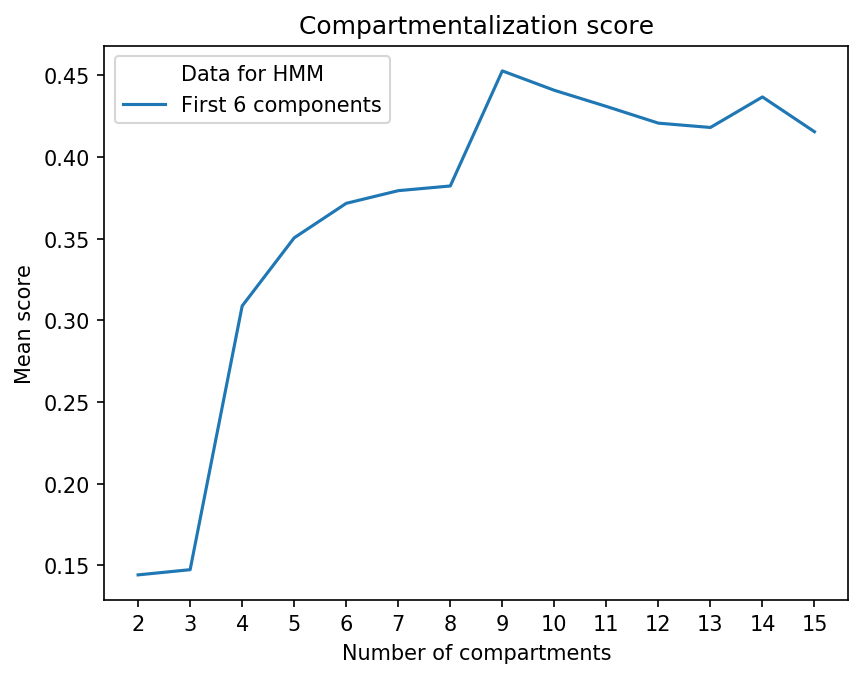 Compartmentalization score
Data for HMM
First 6 components
Mean score
0.45
0.40
0.35
0.30
0.25
0.20
0.15
2 3 4 5 6 7 8 9 10 11 12 13 14 15
Number of compartments